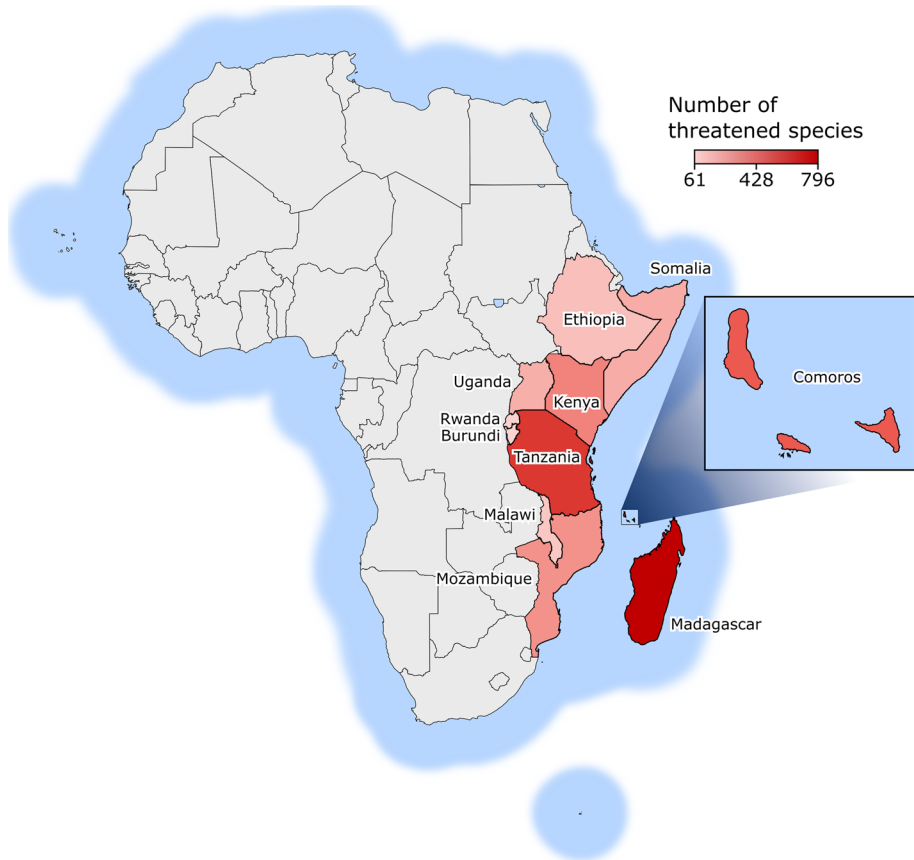 Number of
threatened species
61 428 796
Somalia
Ethiopia
Comoros
Uganda
Kenya
Rwanda
Burundi
Tanzania
Malawi
Mozambique
Madagascar